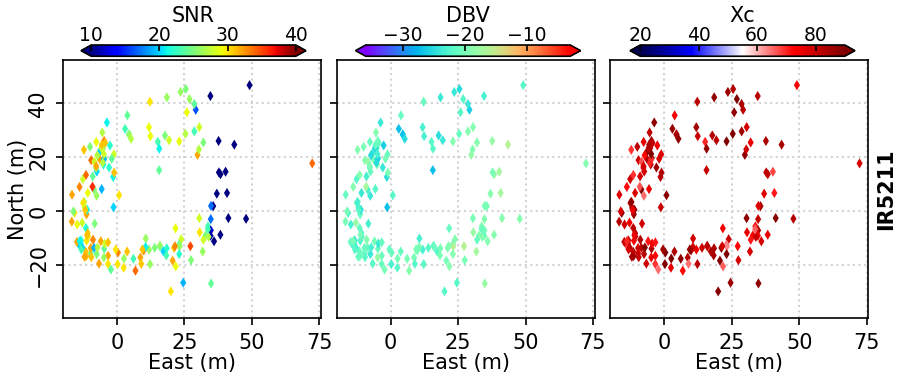 SNR DBV Xc
10 20 30 40 −30 −20 −10 20 40 60 80
North (m)
40
20
0
−20
0 25 50 75 0 25 50 75 0 25 50 75
East (m) East (m) East (m)
IR5211